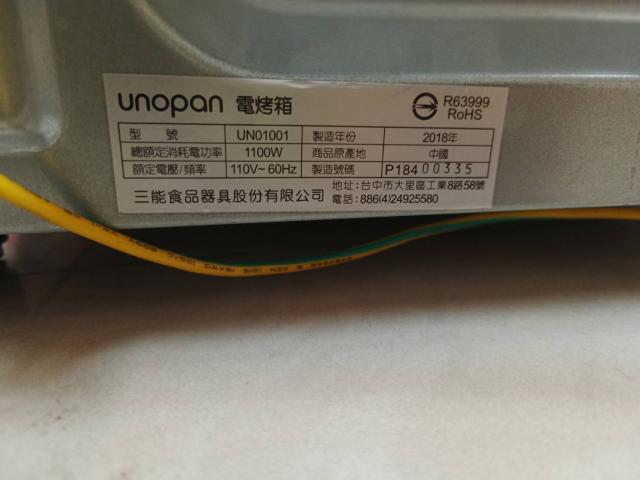 unopan 電烤箱
R63999
RoHS
型 號 UN01001 製造年份 2018年
總額定消耗電功率 1100W 商品原產地 中國
額定電壓/頻率 110V~60Hz 製造號碼 P18400335
三能食品器具股份有限公司 地址:台中市大里區工業8路58號
電話:886(4)24925580